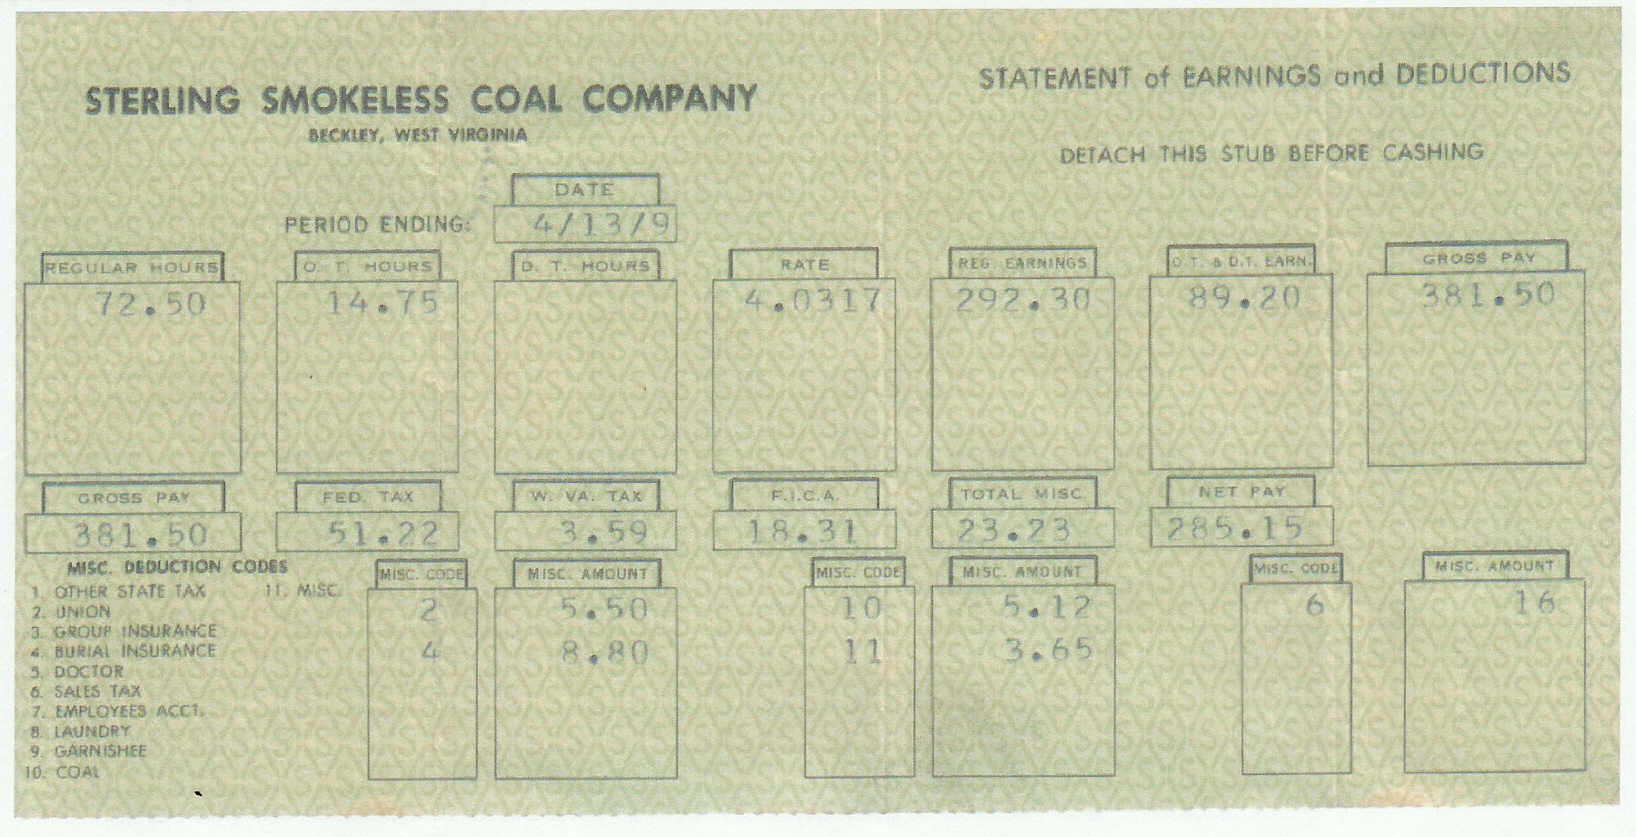 STERLING SMOKELESS COAL COMPANY
BECKLEY, WEST VIRGINIA
STATEMENT of EARNINGS and DEDUCTIONS
DETACH THIS STUB BEFORE CASHING
DATE
PERIOD ENDING: 4/13/9
REGULAR HOURS O. T. HOURS D. T. HOURS RATE REG. EARNINGS O.T. & D.T. EARN. GROSS PAY
72.50 14.75 4.0317 292.30 89.20 381.50
GROSS PAY FED. TAX W. VA. TAX F.I.C.A. TOTAL MISC NET PAY
381.50 51.22 3.59 18.31 23.23 285.15
MISC. DEDUCTION CODES
1. OTHER STATE TAX 11. MISC.
2. UNION
3. GROUP INSURANCE
4. BURIAL INSURANCE
5. DOCTOR
6. SALES TAX
7. EMPLOYEES ACCT.
8. LAUNDRY
9. GARNISHEE
10. COAL
MISC. CODE MISC. AMOUNT MISC. CODE MISC. AMOUNT MISC. CODE MISC. AMOUNT
2 5.50 10 5.12 6 16
4 8.80 11 3.65